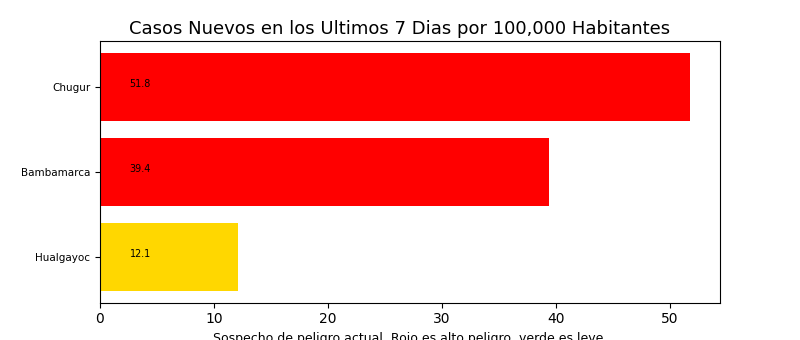 Casos Nuevos en los Ultimos 7 Dias por 100,000 Habitantes
Chugur
51.8
Bambamarca
39.4
Hualgayoc
12.1
0 10 20 30 40 50
Sospecho de peligro actual. Rojo es alto peligro, verde es leve